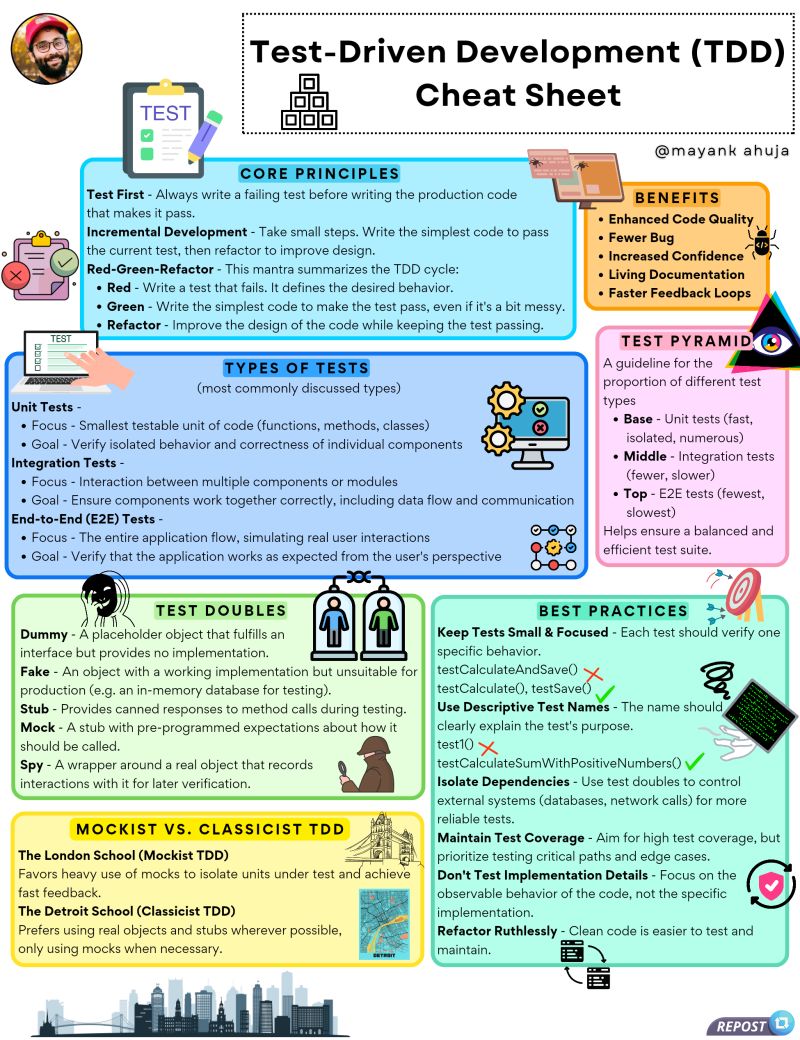 Test-Driven Development (TDD)
Cheat Sheet
@mayank ahuja
TEST
CORE PRINCIPLES
Test First - Always write a failing test before writing the production code
that makes it pass.
Incremental Development - Take small steps. Write the simplest code to pass
the current test, then refactor to improve design.
Red-Green-Refactor - This mantra summarizes the TDD cycle:
• Red - Write a test that fails. It defines the desired behavior.
• Green - Write the simplest code to make the test pass, even if it's a bit messy.
• Refactor - Improve the design of the code while keeping the test passing.
BENEFITS
• Enhanced Code Quality
• Fewer Bug
• Increased Confidence
• Living Documentation
• Faster Feedback Loops
TEST
TYPES OF TESTS
(most commonly discussed types)
Unit Tests -
• Focus - Smallest testable unit of code (functions, methods, classes)
• Goal - Verify isolated behavior and correctness of individual components
Integration Tests -
• Focus - Interaction between multiple components or modules
• Goal - Ensure components work together correctly, including data flow and communication
End-to-End (E2E) Tests -
• Focus - The entire application flow, simulating real user interactions
• Goal - Verify that the application works as expected from the user's perspective
TEST PYRAMID
A guideline for the
proportion of different test
types
• Base - Unit tests (fast,
isolated, numerous)
• Middle - Integration tests
(fewer, slower)
• Top - E2E tests (fewest,
slowest)
Helps ensure a balanced and
efficient test suite.
TEST DOUBLES
Dummy - A placeholder object that fulfills an
interface but provides no implementation.
Fake - An object with a working implementation but unsuitable for
production (e.g. an in-memory database for testing).
Stub - Provides canned responses to method calls during testing.
Mock - A stub with pre-programmed expectations about how it
should be called.
Spy - A wrapper around a real object that records
interactions with it for later verification.
BEST PRACTICES
Keep Tests Small & Focused - Each test should verify one
specific behavior.
testCalculateAndSave()
testCalculate(), testSave()
Use Descriptive Test Names - The name should
clearly explain the test's purpose.
test1()
testCalculateSumWithPositiveNumbers()
Isolate Dependencies - Use test doubles to control
external systems (databases, network calls) for more
reliable tests.
Maintain Test Coverage - Aim for high test coverage, but
prioritize testing critical paths and edge cases.
Don't Test Implementation Details - Focus on the
observable behavior of the code, not the specific
implementation.
Refactor Ruthlessly - Clean code is easier to test and
maintain.
MOCKIST VS. CLASSICIST TDD
The London School (Mockist TDD)
Favors heavy use of mocks to isolate units under test and achieve
fast feedback.
The Detroit School (Classicist TDD)
Prefers using real objects and stubs wherever possible,
only using mocks when necessary.
DETROIT
REPOST